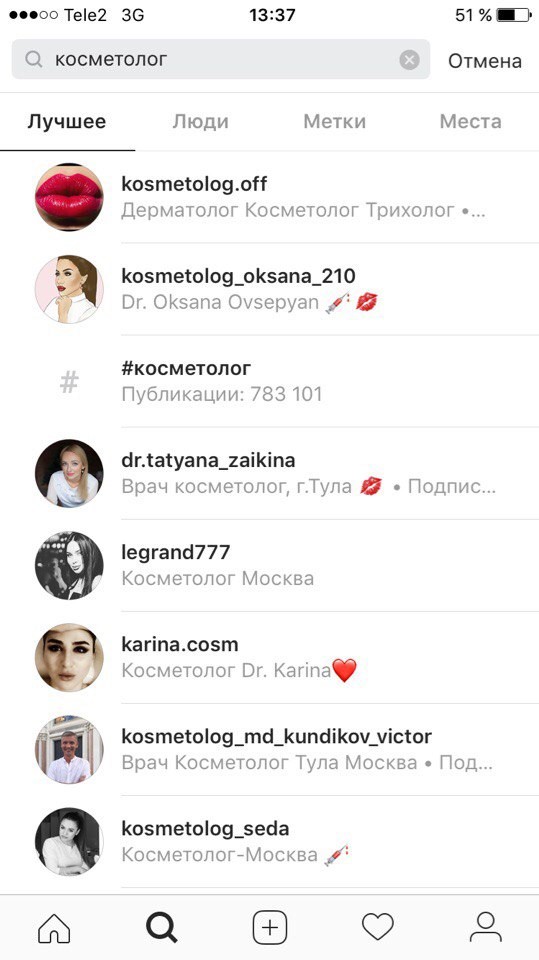 Tele2 3G 13:37 51 %
косметолог Отмена
Лучшее Люди Метки Места
kosmetolog.off
Дерматолог Косметолог Трихолог •...
kosmetolog_oksana_210
Dr. Oksana Ovsepyan 💉💋
# #косметолог
Публикации: 783 101
dr.tatyana_zaikina
Врач косметолог, г.Тула 💋 • Подпис...
legrand777
Косметолог Москва
karina.cosm
Косметолог Dr. Karina❤️
kosmetolog_md_kundikov_victor
Врач Косметолог Тула Москва • Под...
kosmetolog_seda
Косметолог-Москва 💉